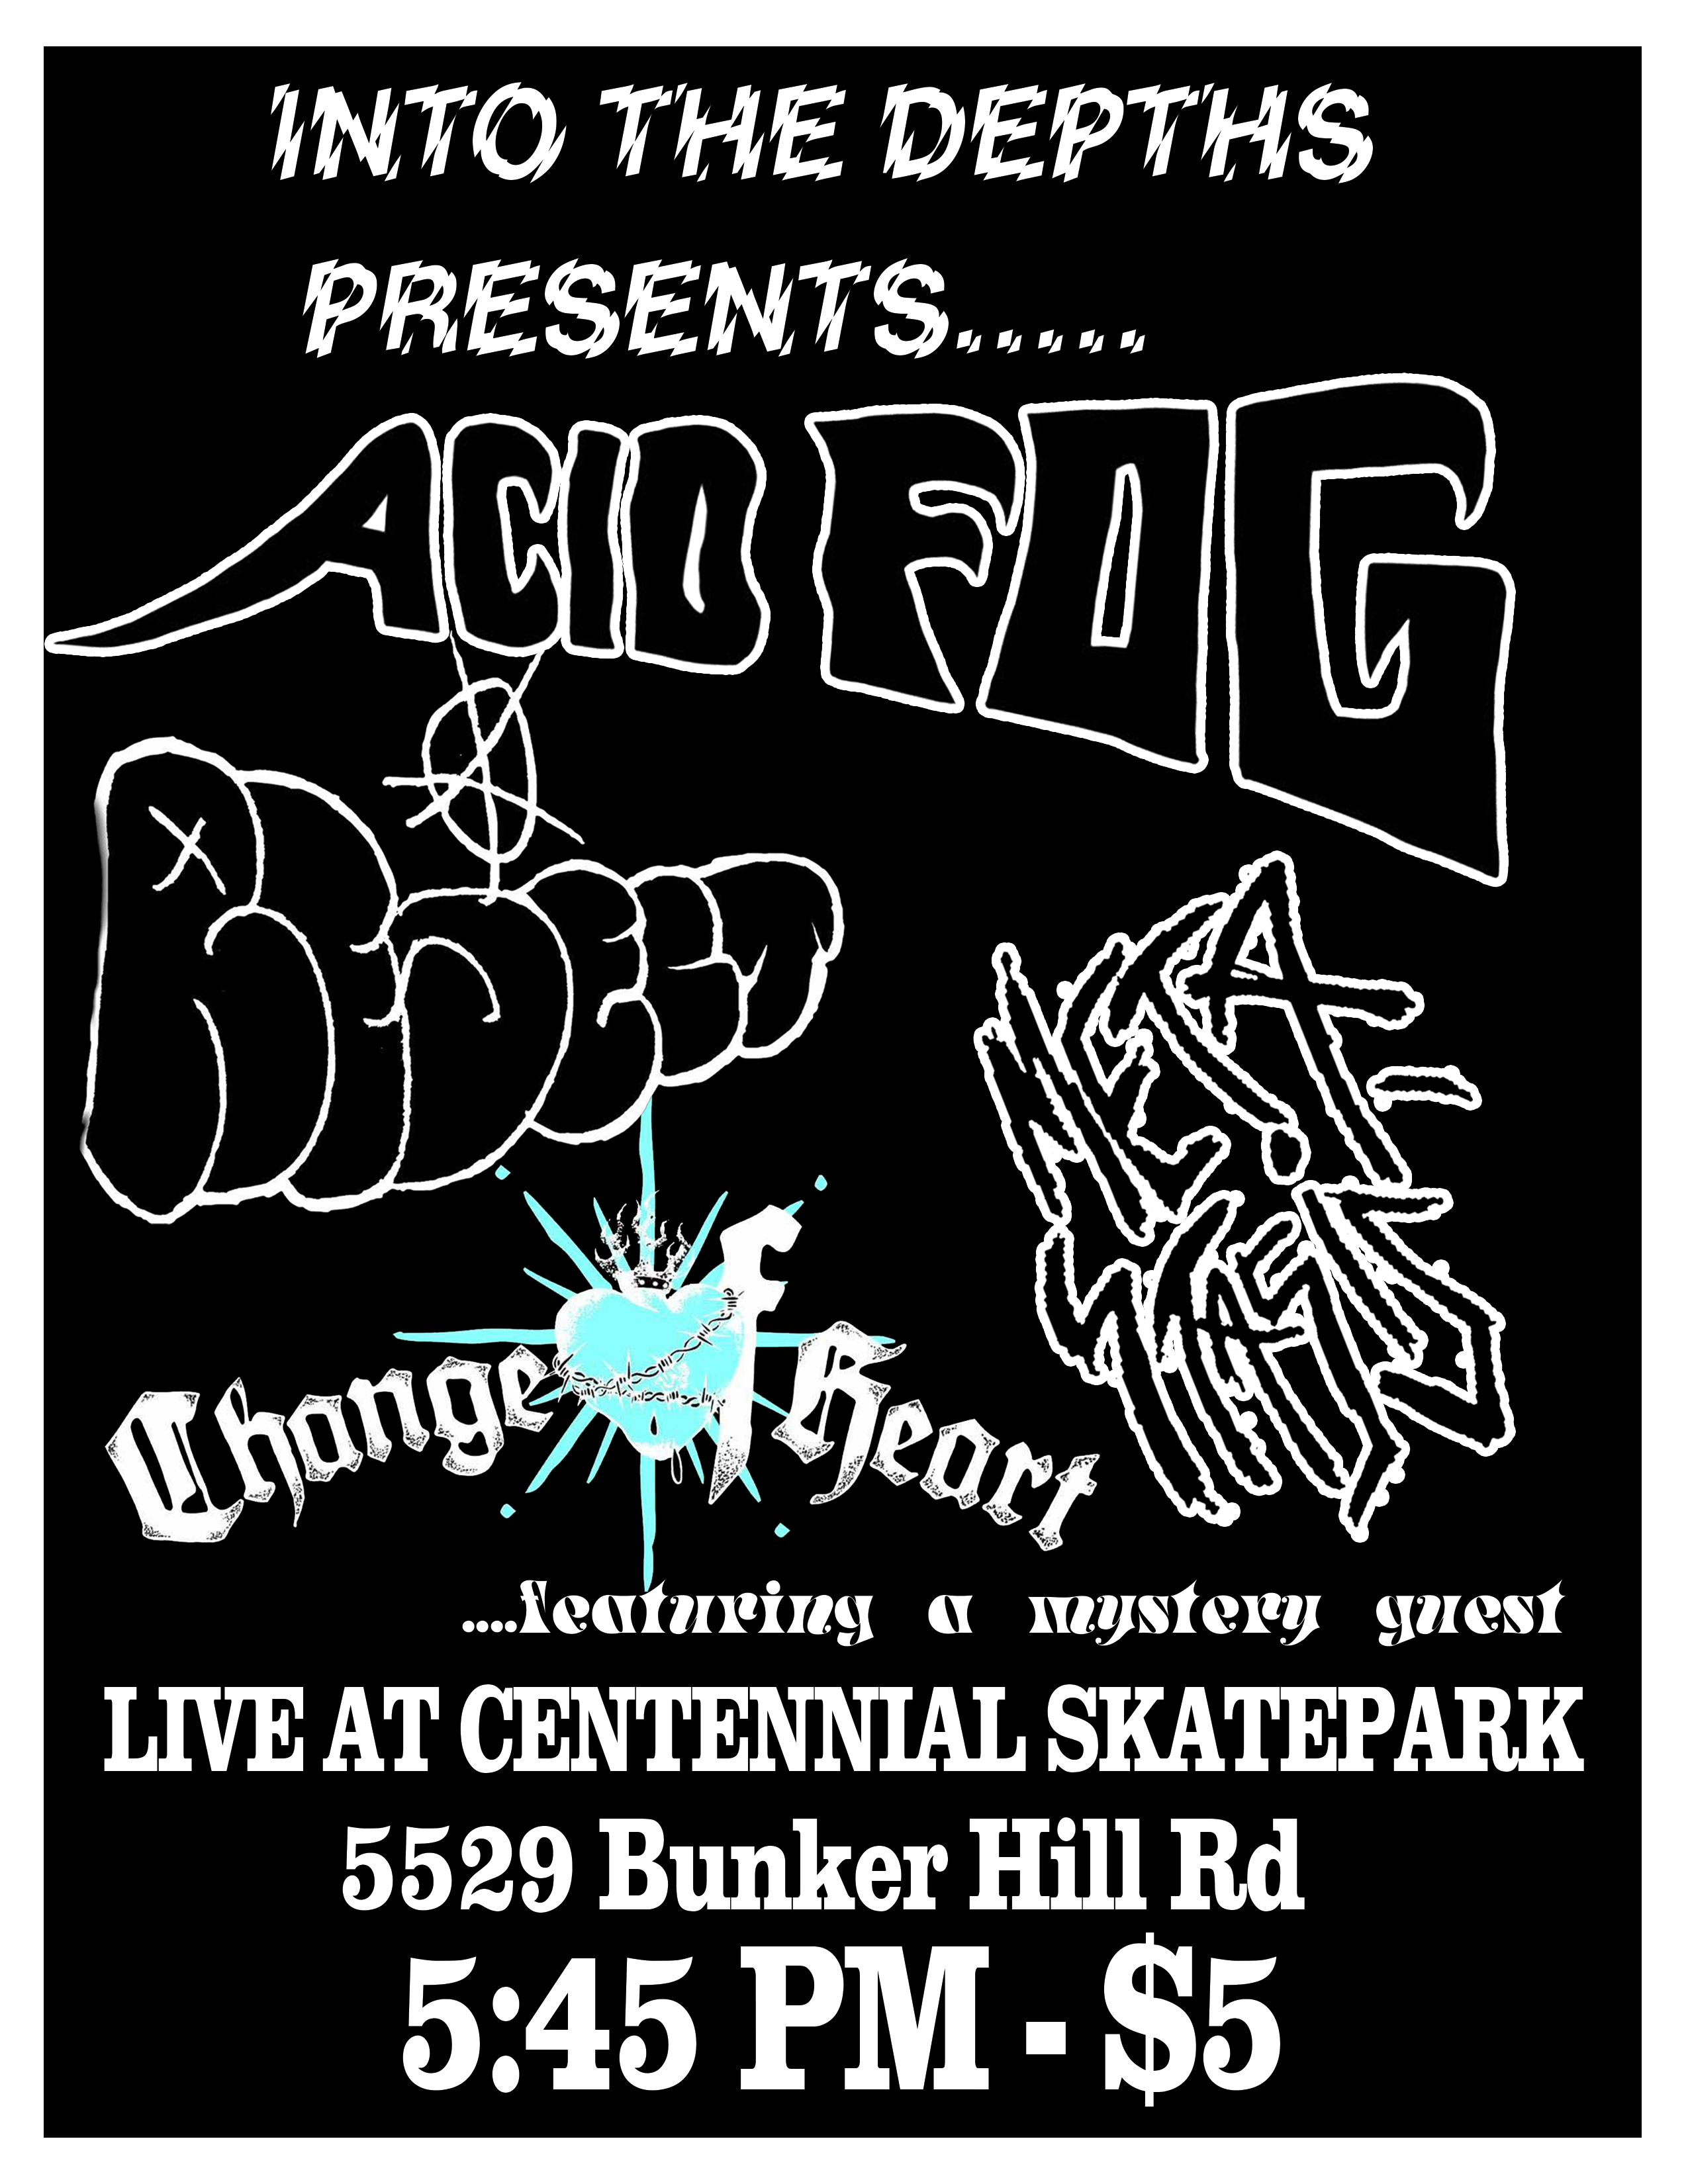 INTO THE DEPTHS
PRESENTS......
ACID FOG
Change of Heart
....featuring a mystery guest
LIVE AT CENTENNIAL SKATEPARK
5529 Bunker Hill Rd
5:45 PM - $5